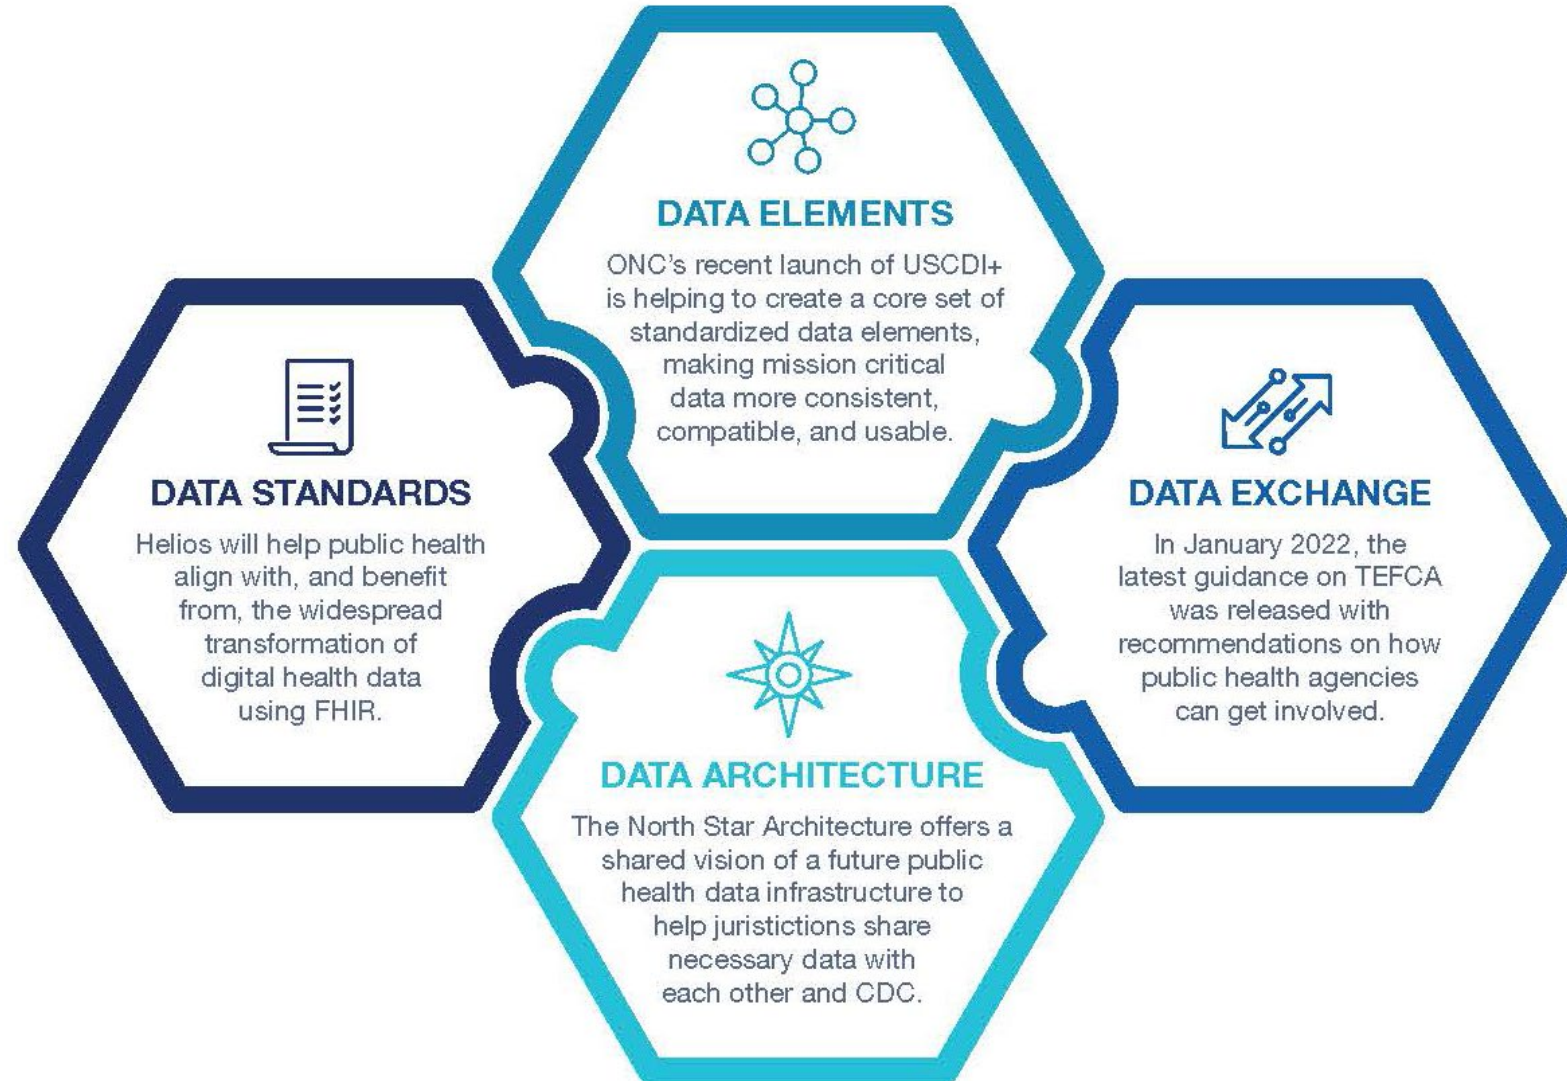 DATA ELEMENTS
ONC's recent launch of USCDI+
is helping to create a core set of
standardized data elements,
making mission critical
data more consistent,
compatible, and usable.
DATA STANDARDS
Helios will help public health
align with, and benefit
from, the widespread
transformation of
digital health data
using FHIR.
DATA EXCHANGE
In January 2022, the
latest guidance on TEFCA
was released with
recommendations on how
public health agencies
can get involved.
DATA ARCHITECTURE
The North Star Architecture offers a
shared vision of a future public
health data infrastructure to
help juristictions share
necessary data with
each other and CDC.